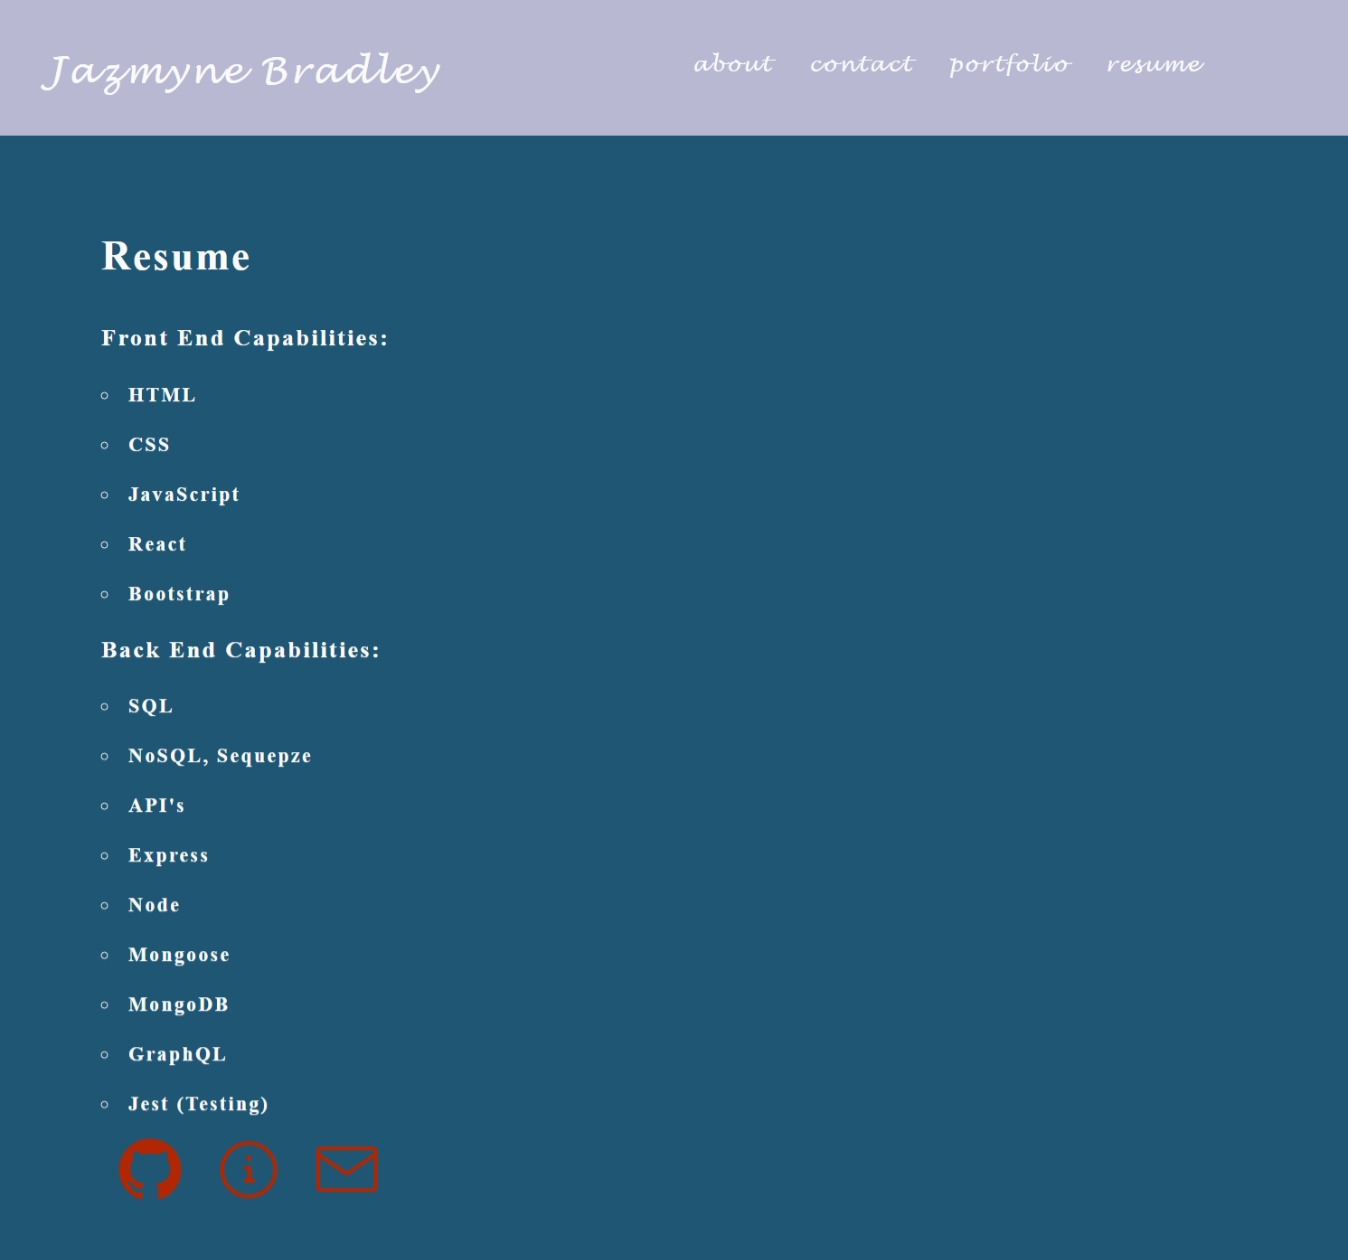 Jazmyne Bradley
about contact portfolio resume
Resume
Front End Capabilities:
HTML
CSS
JavaScript
React
Bootstrap
Back End Capabilities:
SQL
NoSQL, Sequepze
API's
Express
Node
Mongoose
MongoDB
GraphQL
Jest (Testing)